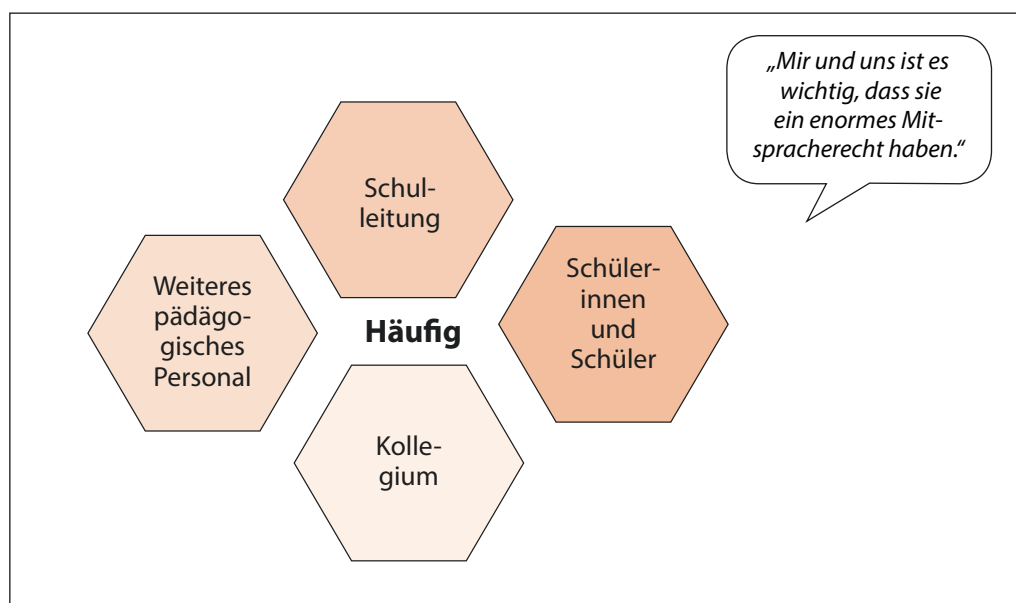 „Mir und uns ist es
wichtig, dass sie
ein enormes Mit-
spracherecht haben.“
Schul-
leitung
Schüler-
innen
und
Schüler
Weiteres
pädago-
gisches
Personal
Häufig
Kolle-
gium